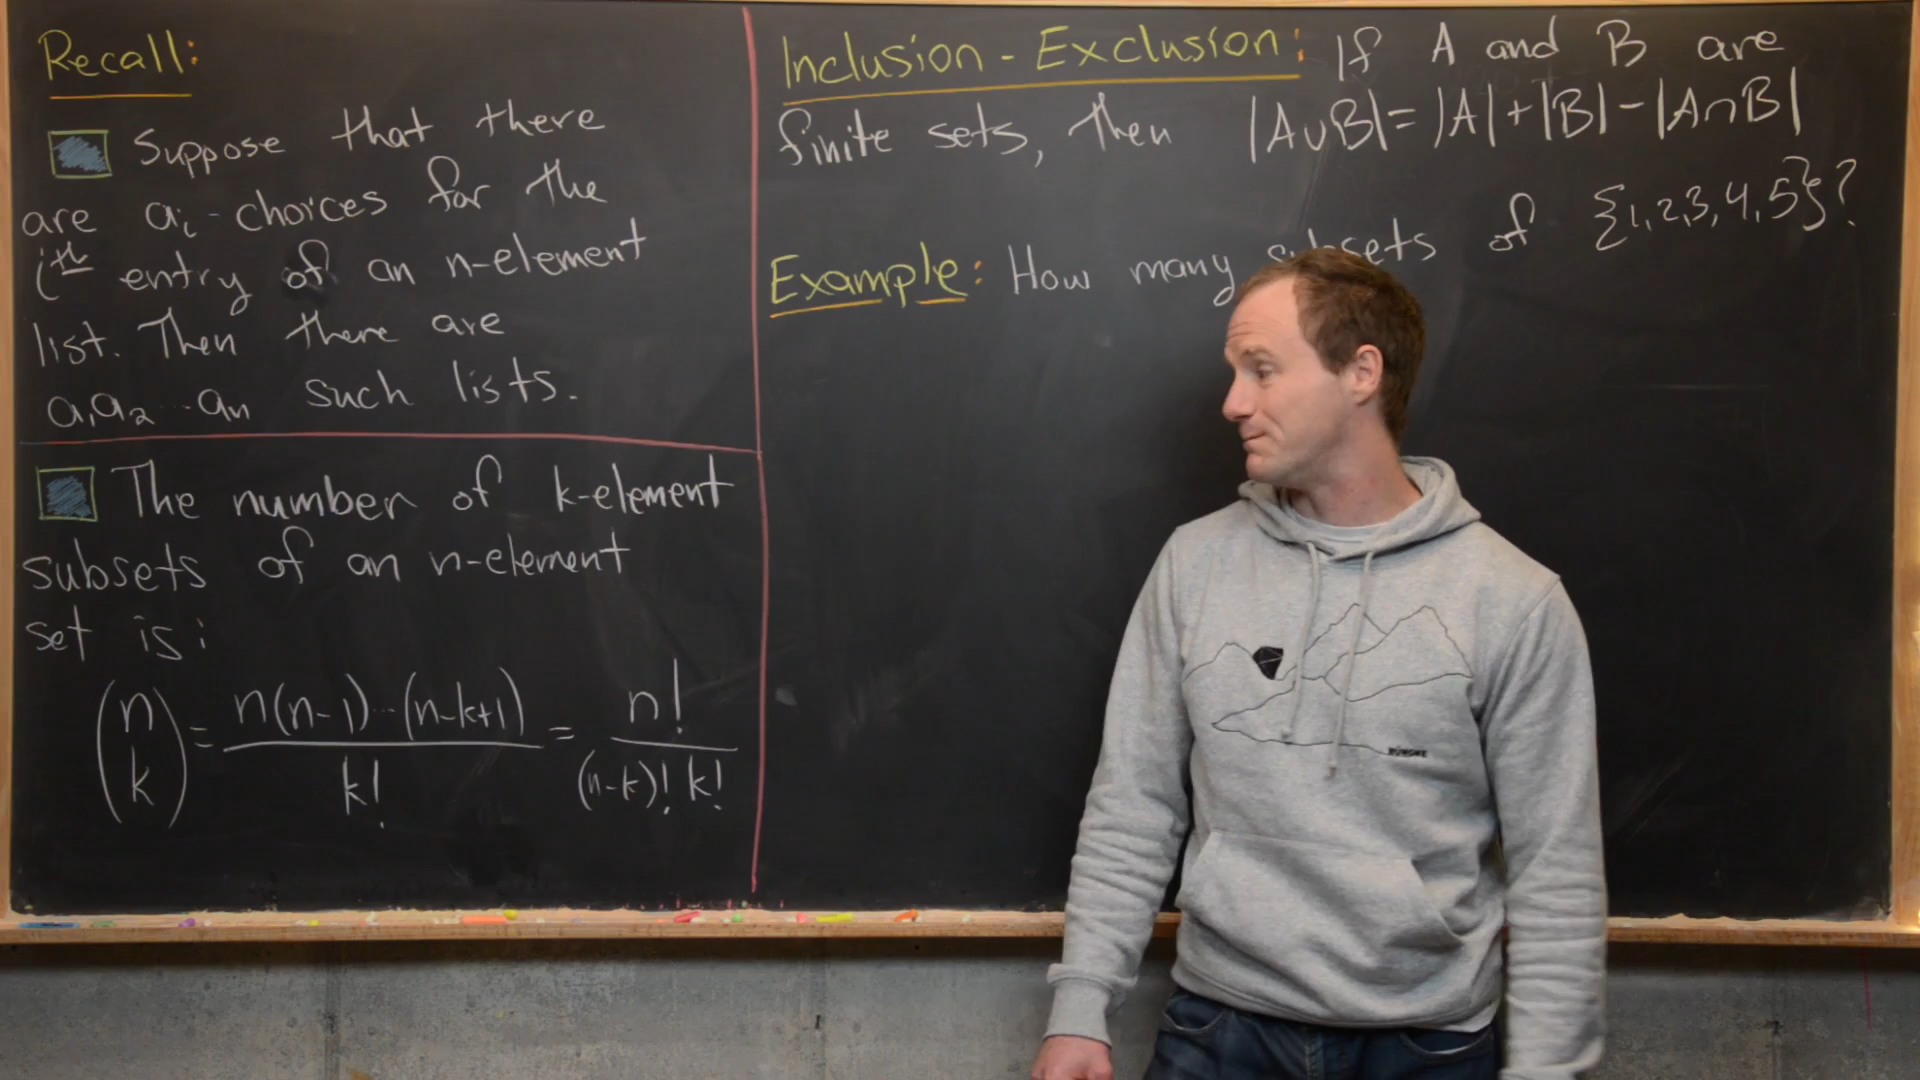 Recall:
Suppose that there
are aᵢ-choices for the
iᵗʰ entry of an n-element
list. Then there are
a₁a₂...aₙ such lists.
The number of k-element
subsets of an n-element
set is:
(n k) = n(n-1)...(n-k+1) / k! = n! / (n-k)! k!
Inclusion-Exclusion: If A and B are
finite sets, then |A∪B|=|A|+|B|-|A∩B|
Example: How many subsets of {1,2,3,4,5}?